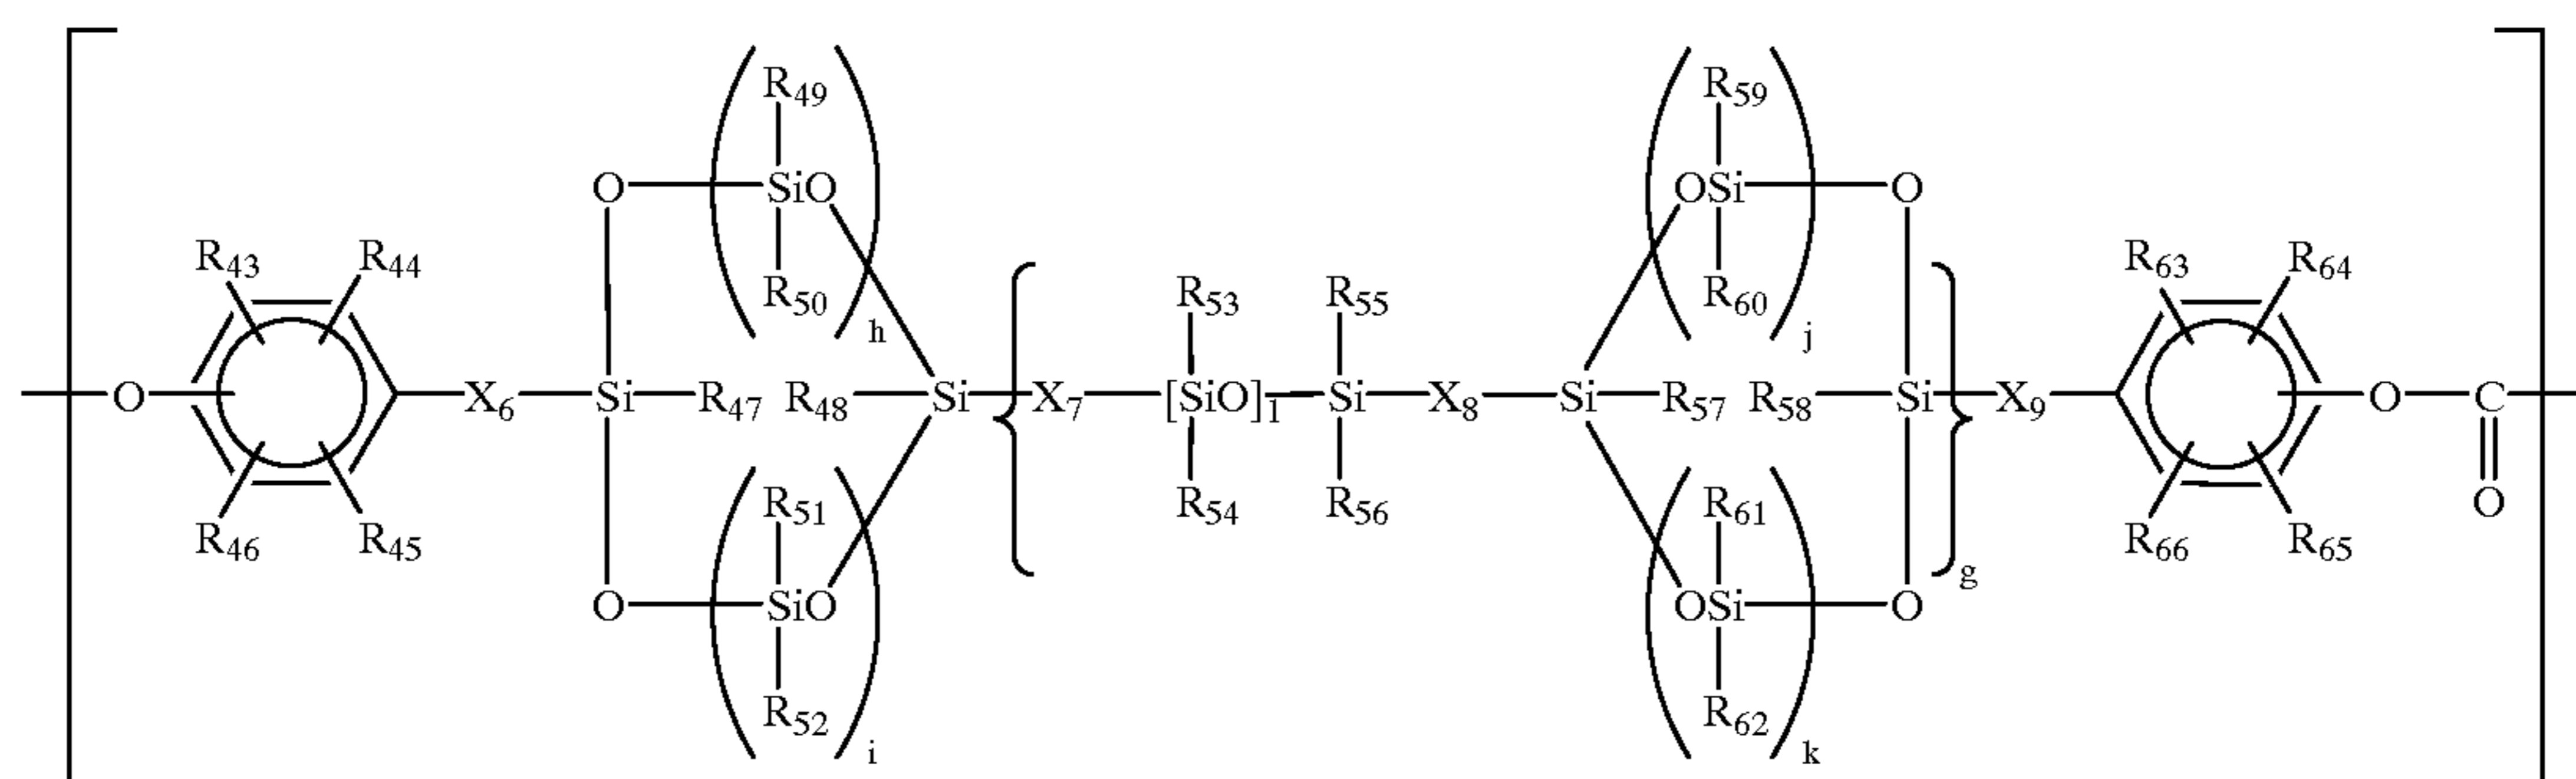 R49 R59
O SiO OSi O
R43 R44 R50 R53 R55 R60 R63 R64
h j
O X6 Si R47 R48 Si X7 [SiO]1 Si X8 Si R57 R58 Si X9 O C
R46 R45 R51 R54 R56 R61 R66 R65 O
g
O SiO OSi O
R52 R62
i k